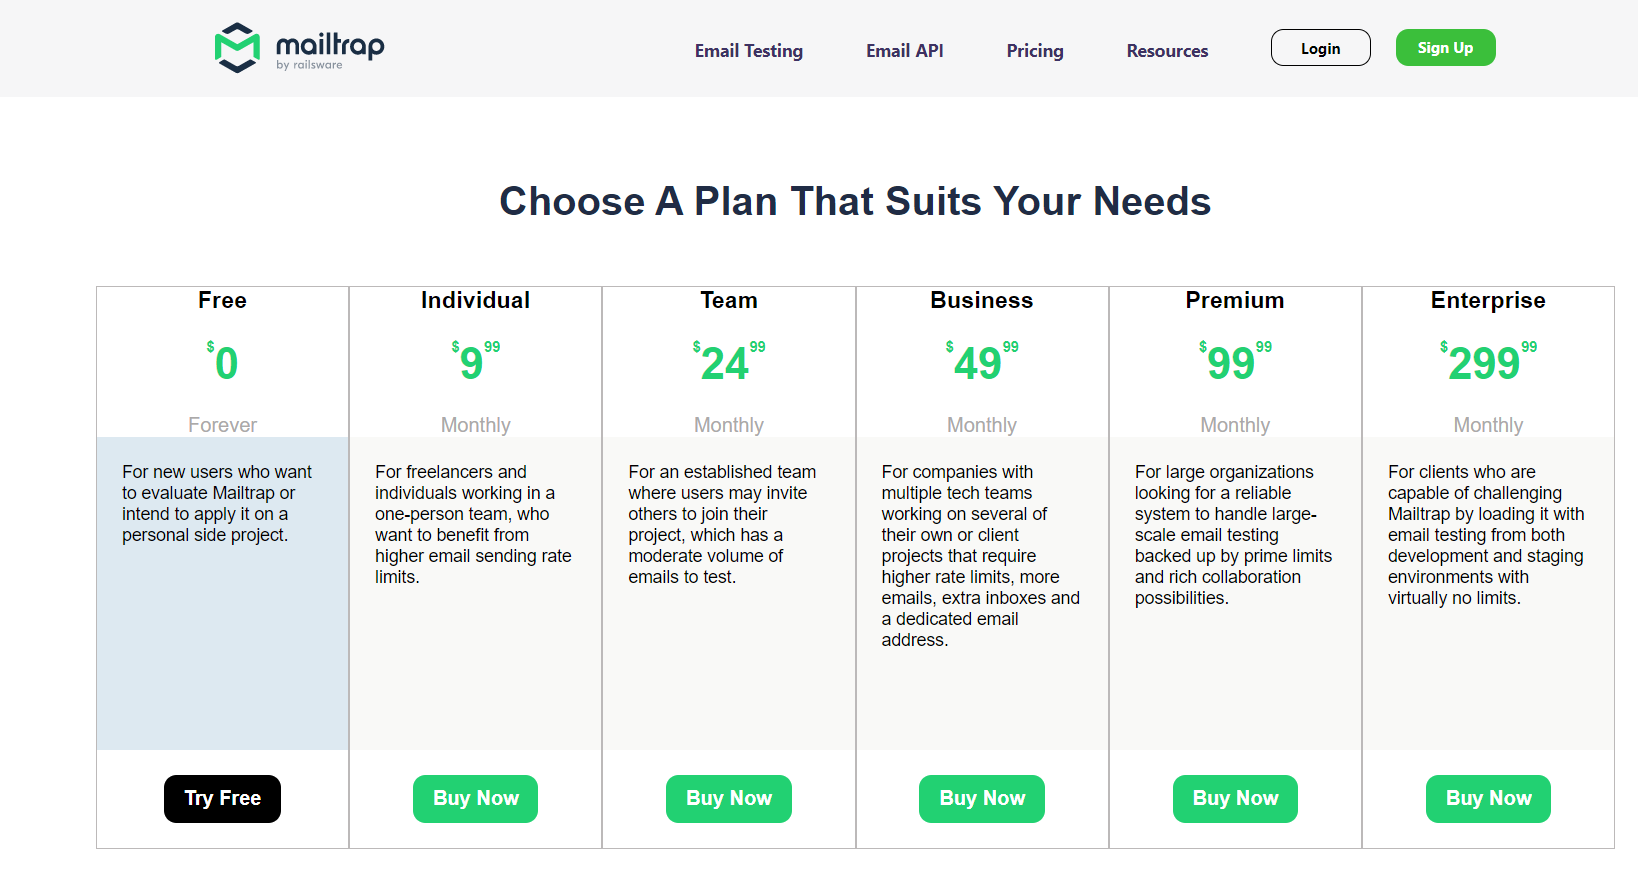 mailtrap
by railsware
Email Testing
Email API
Pricing
Resources
Login
Sign Up
Choose A Plan That Suits Your Needs
Free
$0
Forever
For new users who want
to evaluate Mailtrap or
intend to apply it on a
personal side project.
Try Free
Individual
$9 99
Monthly
For freelancers and
individuals working in a
one-person team, who
want to benefit from
higher email sending rate
limits.
Buy Now
Team
$24 99
Monthly
For an established team
where users may invite
others to join their
project, which has a
moderate volume of
emails to test.
Buy Now
Business
$49 99
Monthly
For companies with
multiple tech teams
working on several of
their own or client
projects that require
higher rate limits, more
emails, extra inboxes and
a dedicated email
address.
Buy Now
Premium
$99 99
Monthly
For large organizations
looking for a reliable
system to handle large-
scale email testing
backed up by prime limits
and rich collaboration
possibilities.
Buy Now
Enterprise
$299 99
Monthly
For clients who are
capable of challenging
Mailtrap by loading it with
email testing from both
development and staging
environments with
virtually no limits.
Buy Now